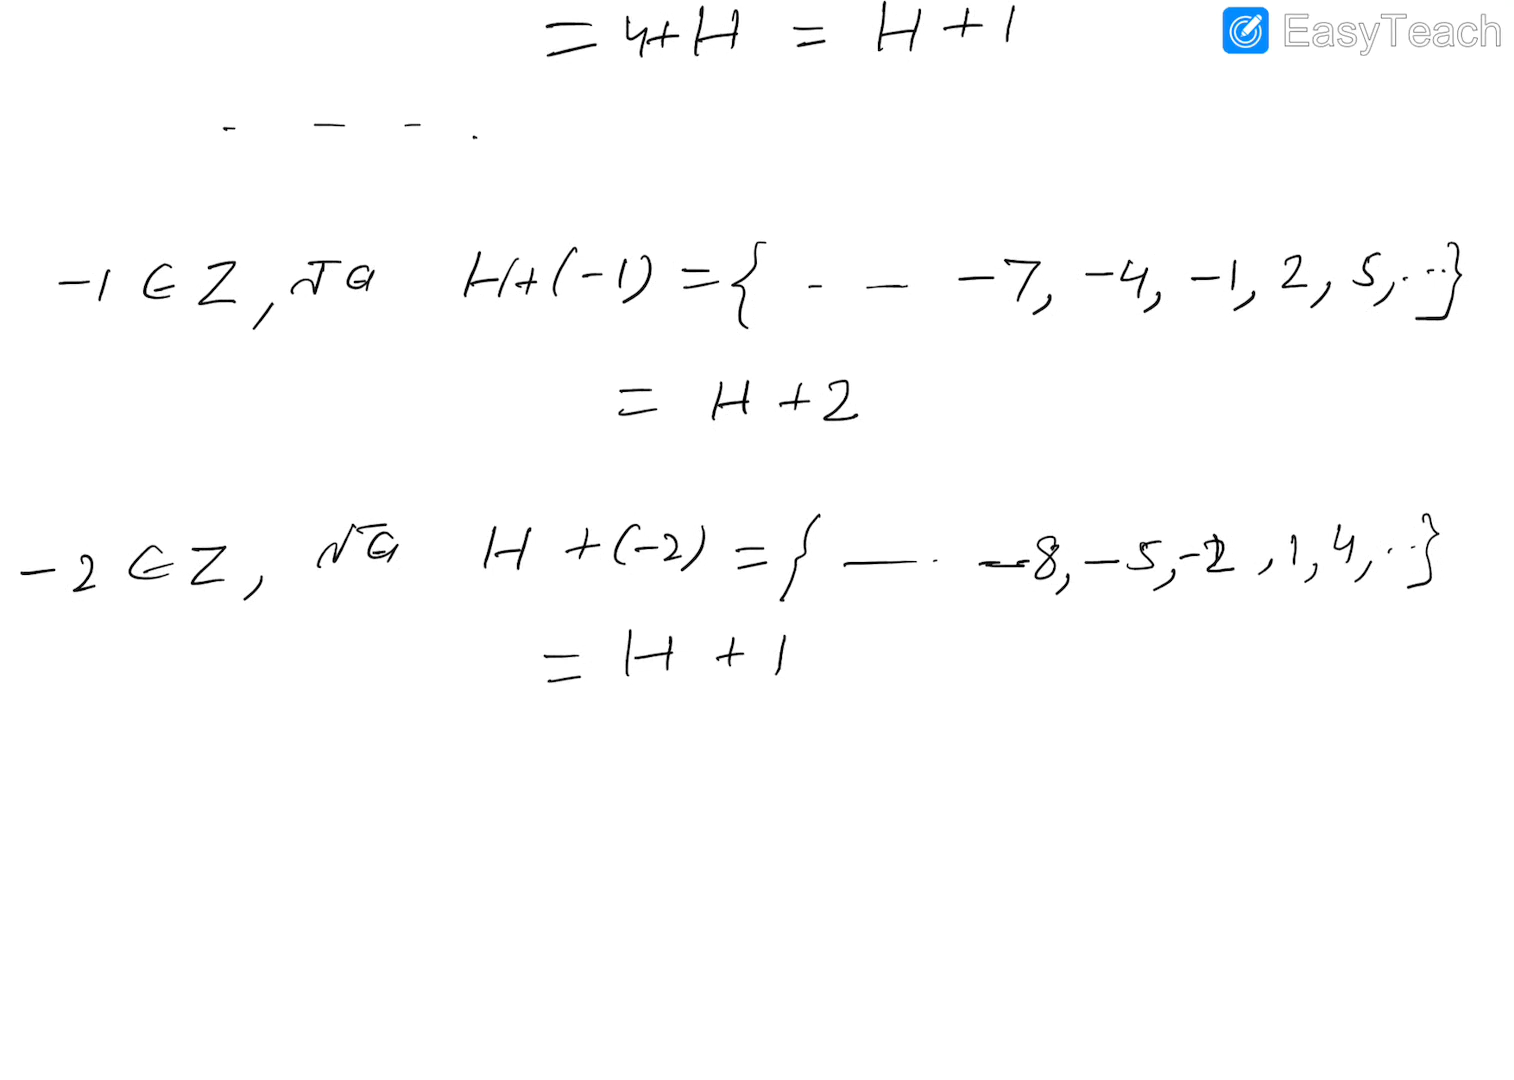 = 4+H = H+1
EasyTeach
. — - .
-1 ∈ Z, H+(-1) = { - — -7, -4, -1, 2, 5, ... }
= H+2
-2 ∈ Z, H+(-2) = { — . -8, -5, -2, 1, 4, ... }
= H+1